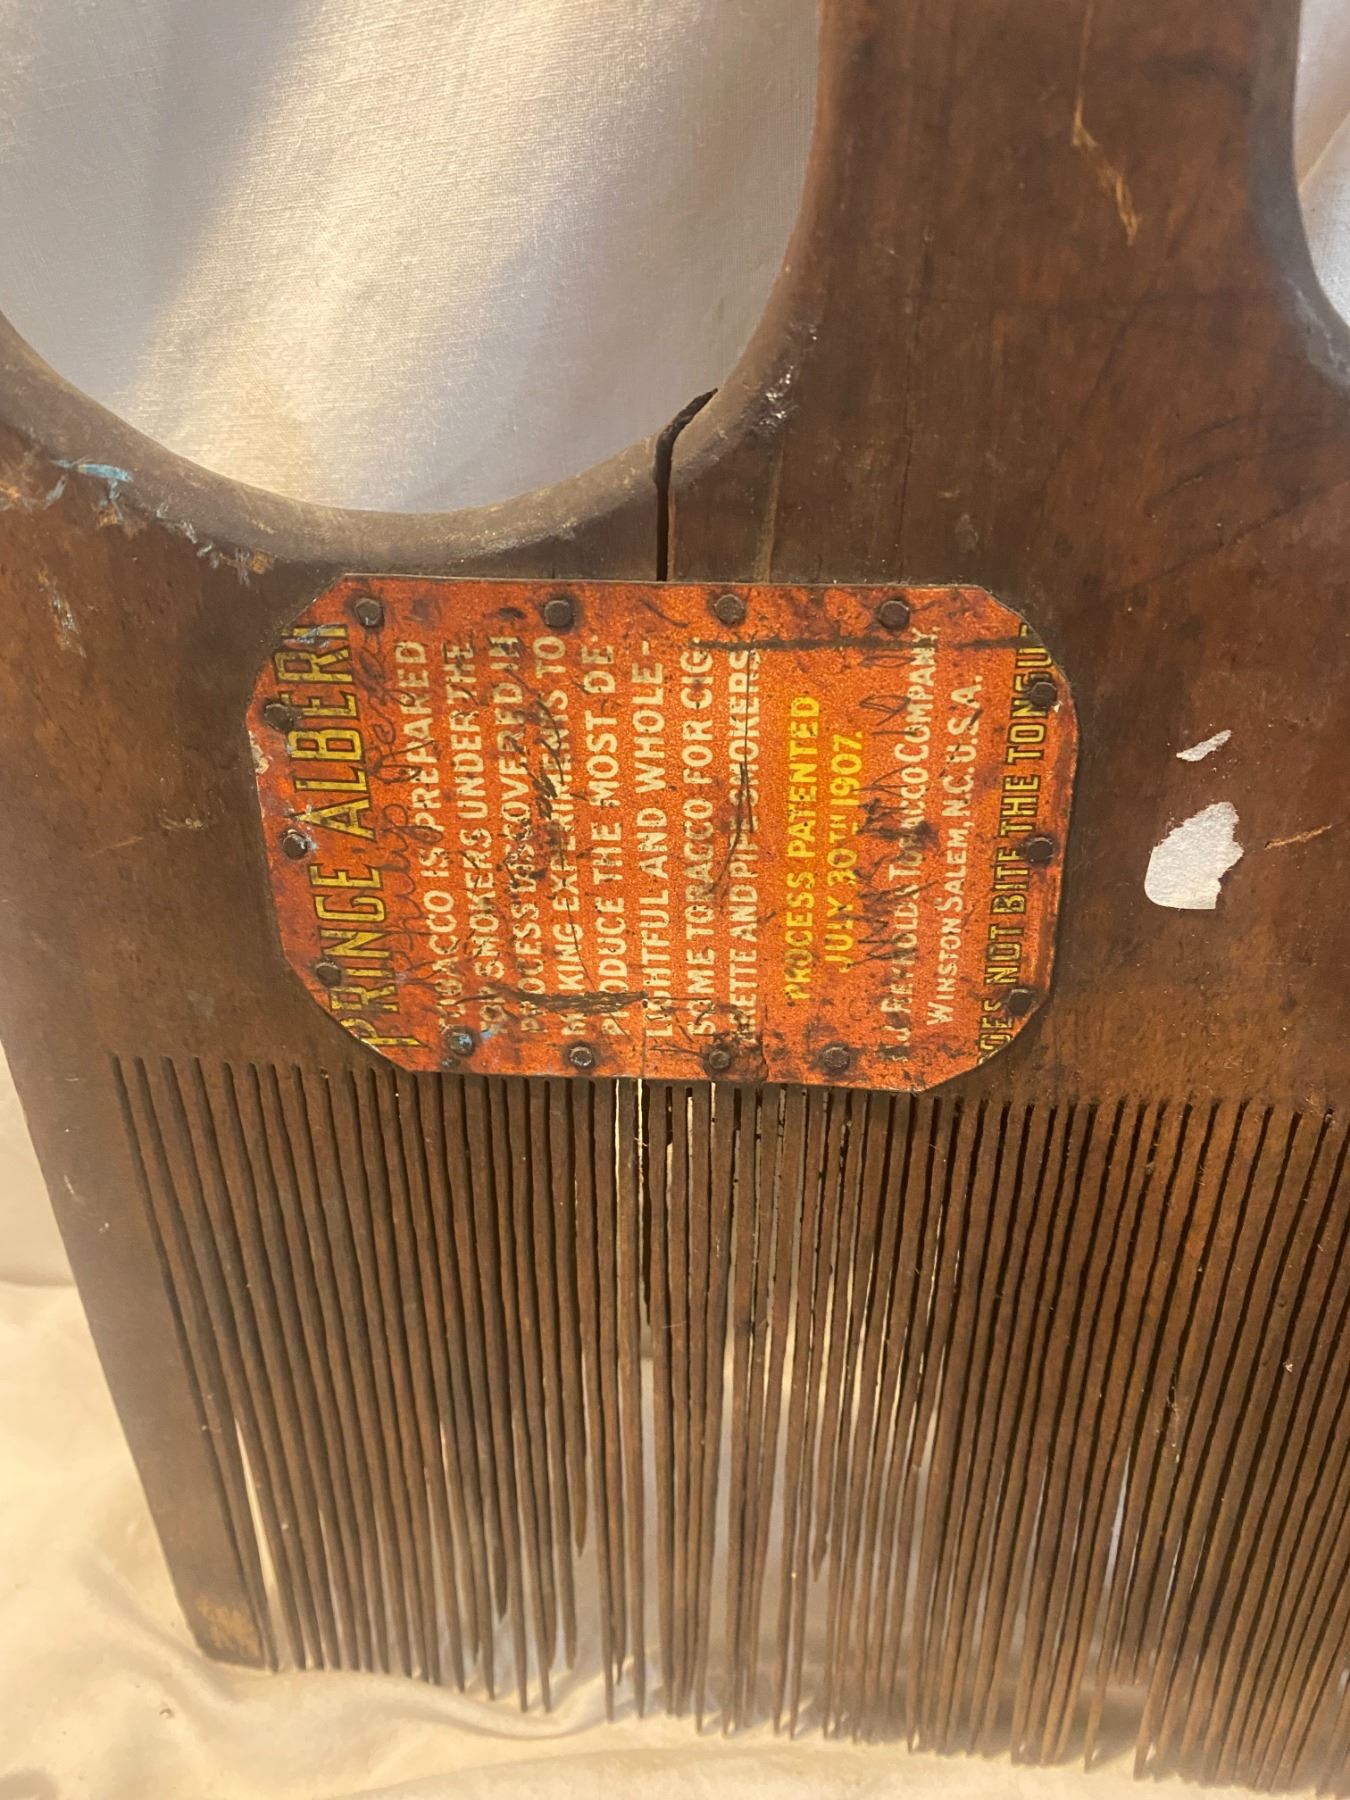 PRINCE ALBERT
TOBACCO IS PREPARED
FOR SMOKERS UNDER THE
PROCESS DISCOVERED IN
MAKING EXPERIMENTS TO
PRODUCE THE MOST DE-
LIGHTFUL AND WHOLE-
SOME TOBACCO FOR CIG-
RETTE AND PIPE SMOKERS
PROCESS PATENTED
JULY 30TH 1907.
R.J. REYNOLDS TOBACCO COMPANY,
WINSTON SALEM, N.C. U.S.A.
DOES NOT BITE THE TONGU